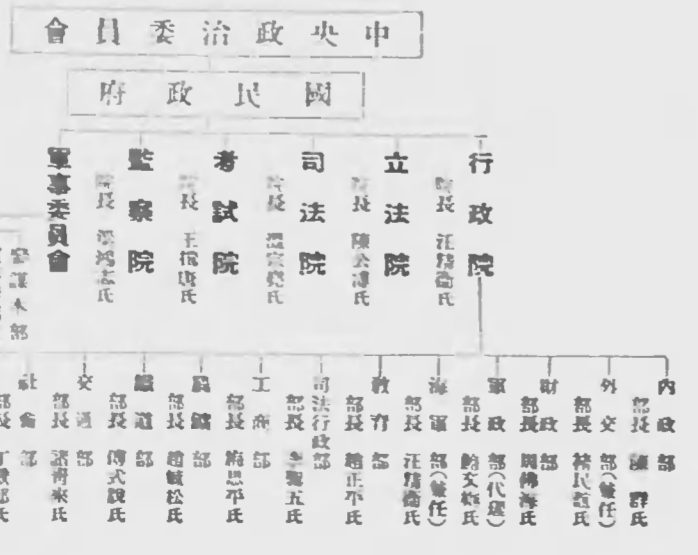 中央政治委員會
國民政府
行政院
院長 汪精衞氏
立法院
院長 陳公博氏
司法院
院長 溫宗堯氏
考試院
院長 王揖唐氏
監察院
院長 梁鴻志氏
軍事委員會
參謀本部
內政部
部長 陳群氏
外交部(兼任)
部長 褚民誼氏
財政部
部長 周佛海氏
軍政部(代理)
部長 鮑文樾氏
海軍部(兼任)
部長 汪精衞氏
教育部
部長 趙正平氏
司法行政部
部長 李聖五氏
工商部
部長 梅思平氏
農鑛部
部長 趙毓松氏
鐵道部
部長 傅式說氏
交通部
部長 諸青來氏
社會部
部長 丁默邨氏